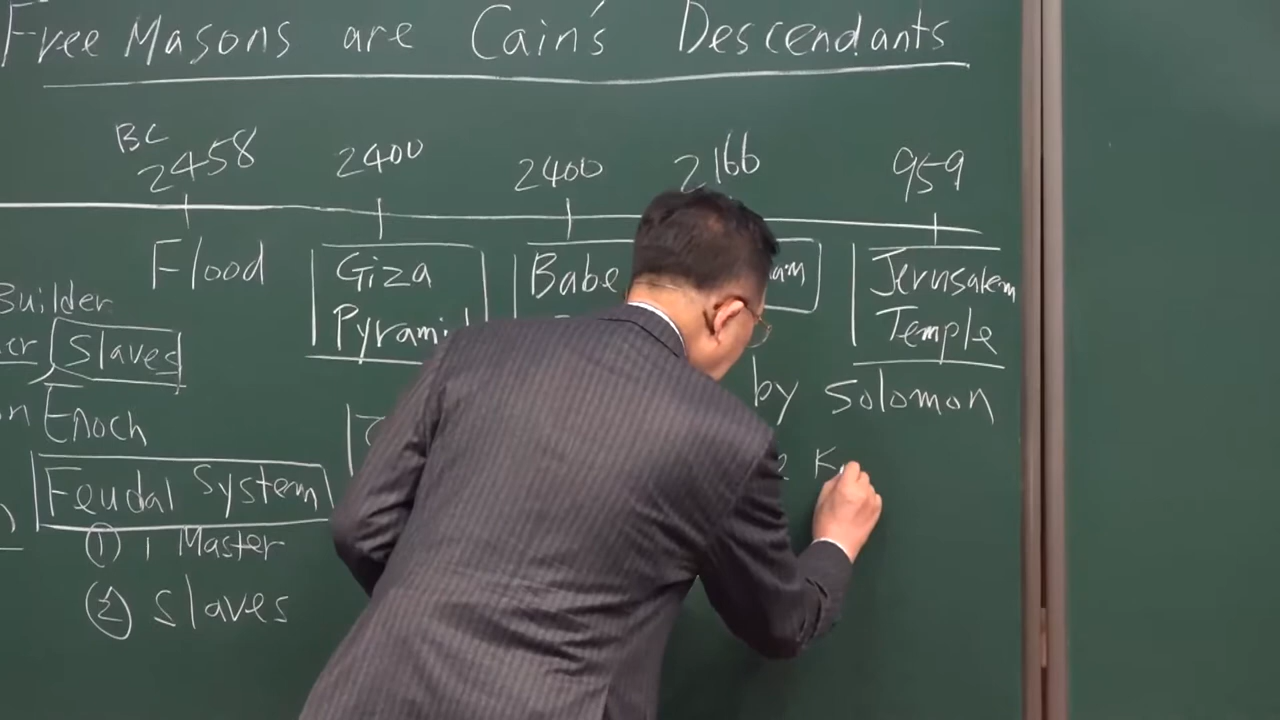 Free Masons are Cain's Descendants
BC
2458 2400 2400 2166 959
Flood
Giza
Pyramid
Jerusalem
Temple
by Solomon
Builder
Slaves
Enoch
Feudal System
① 1 Master
② Slaves